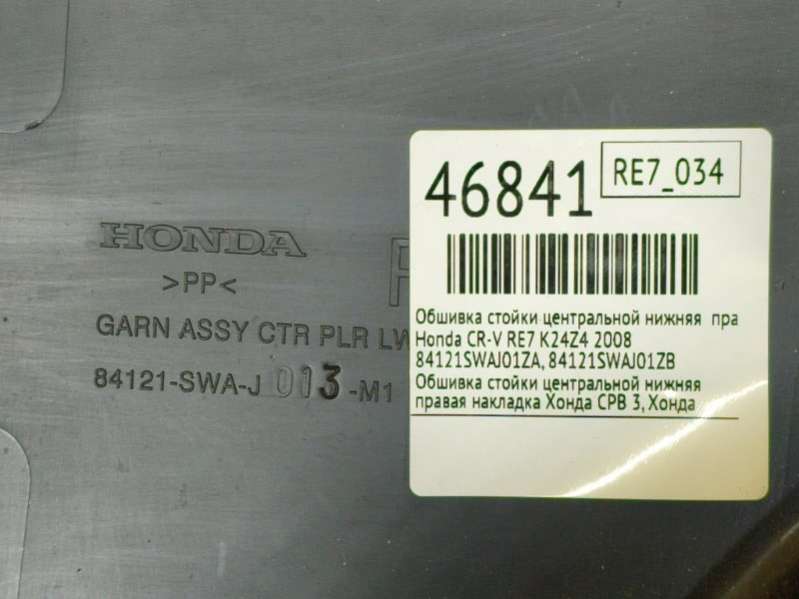 HONDA
>PP<
GARN ASSY CTR PLR LW
84121-SWA-J 013-M1
46841
RE7_034
Обшивка стойки центральной нижняя пра
Honda CR-V RE7 K24Z4 2008
84121SWAJ01ZA, 84121SWAJ01ZB
Обшивка стойки центральной нижняя
правая накладка Хонда СРВ 3, Хонда